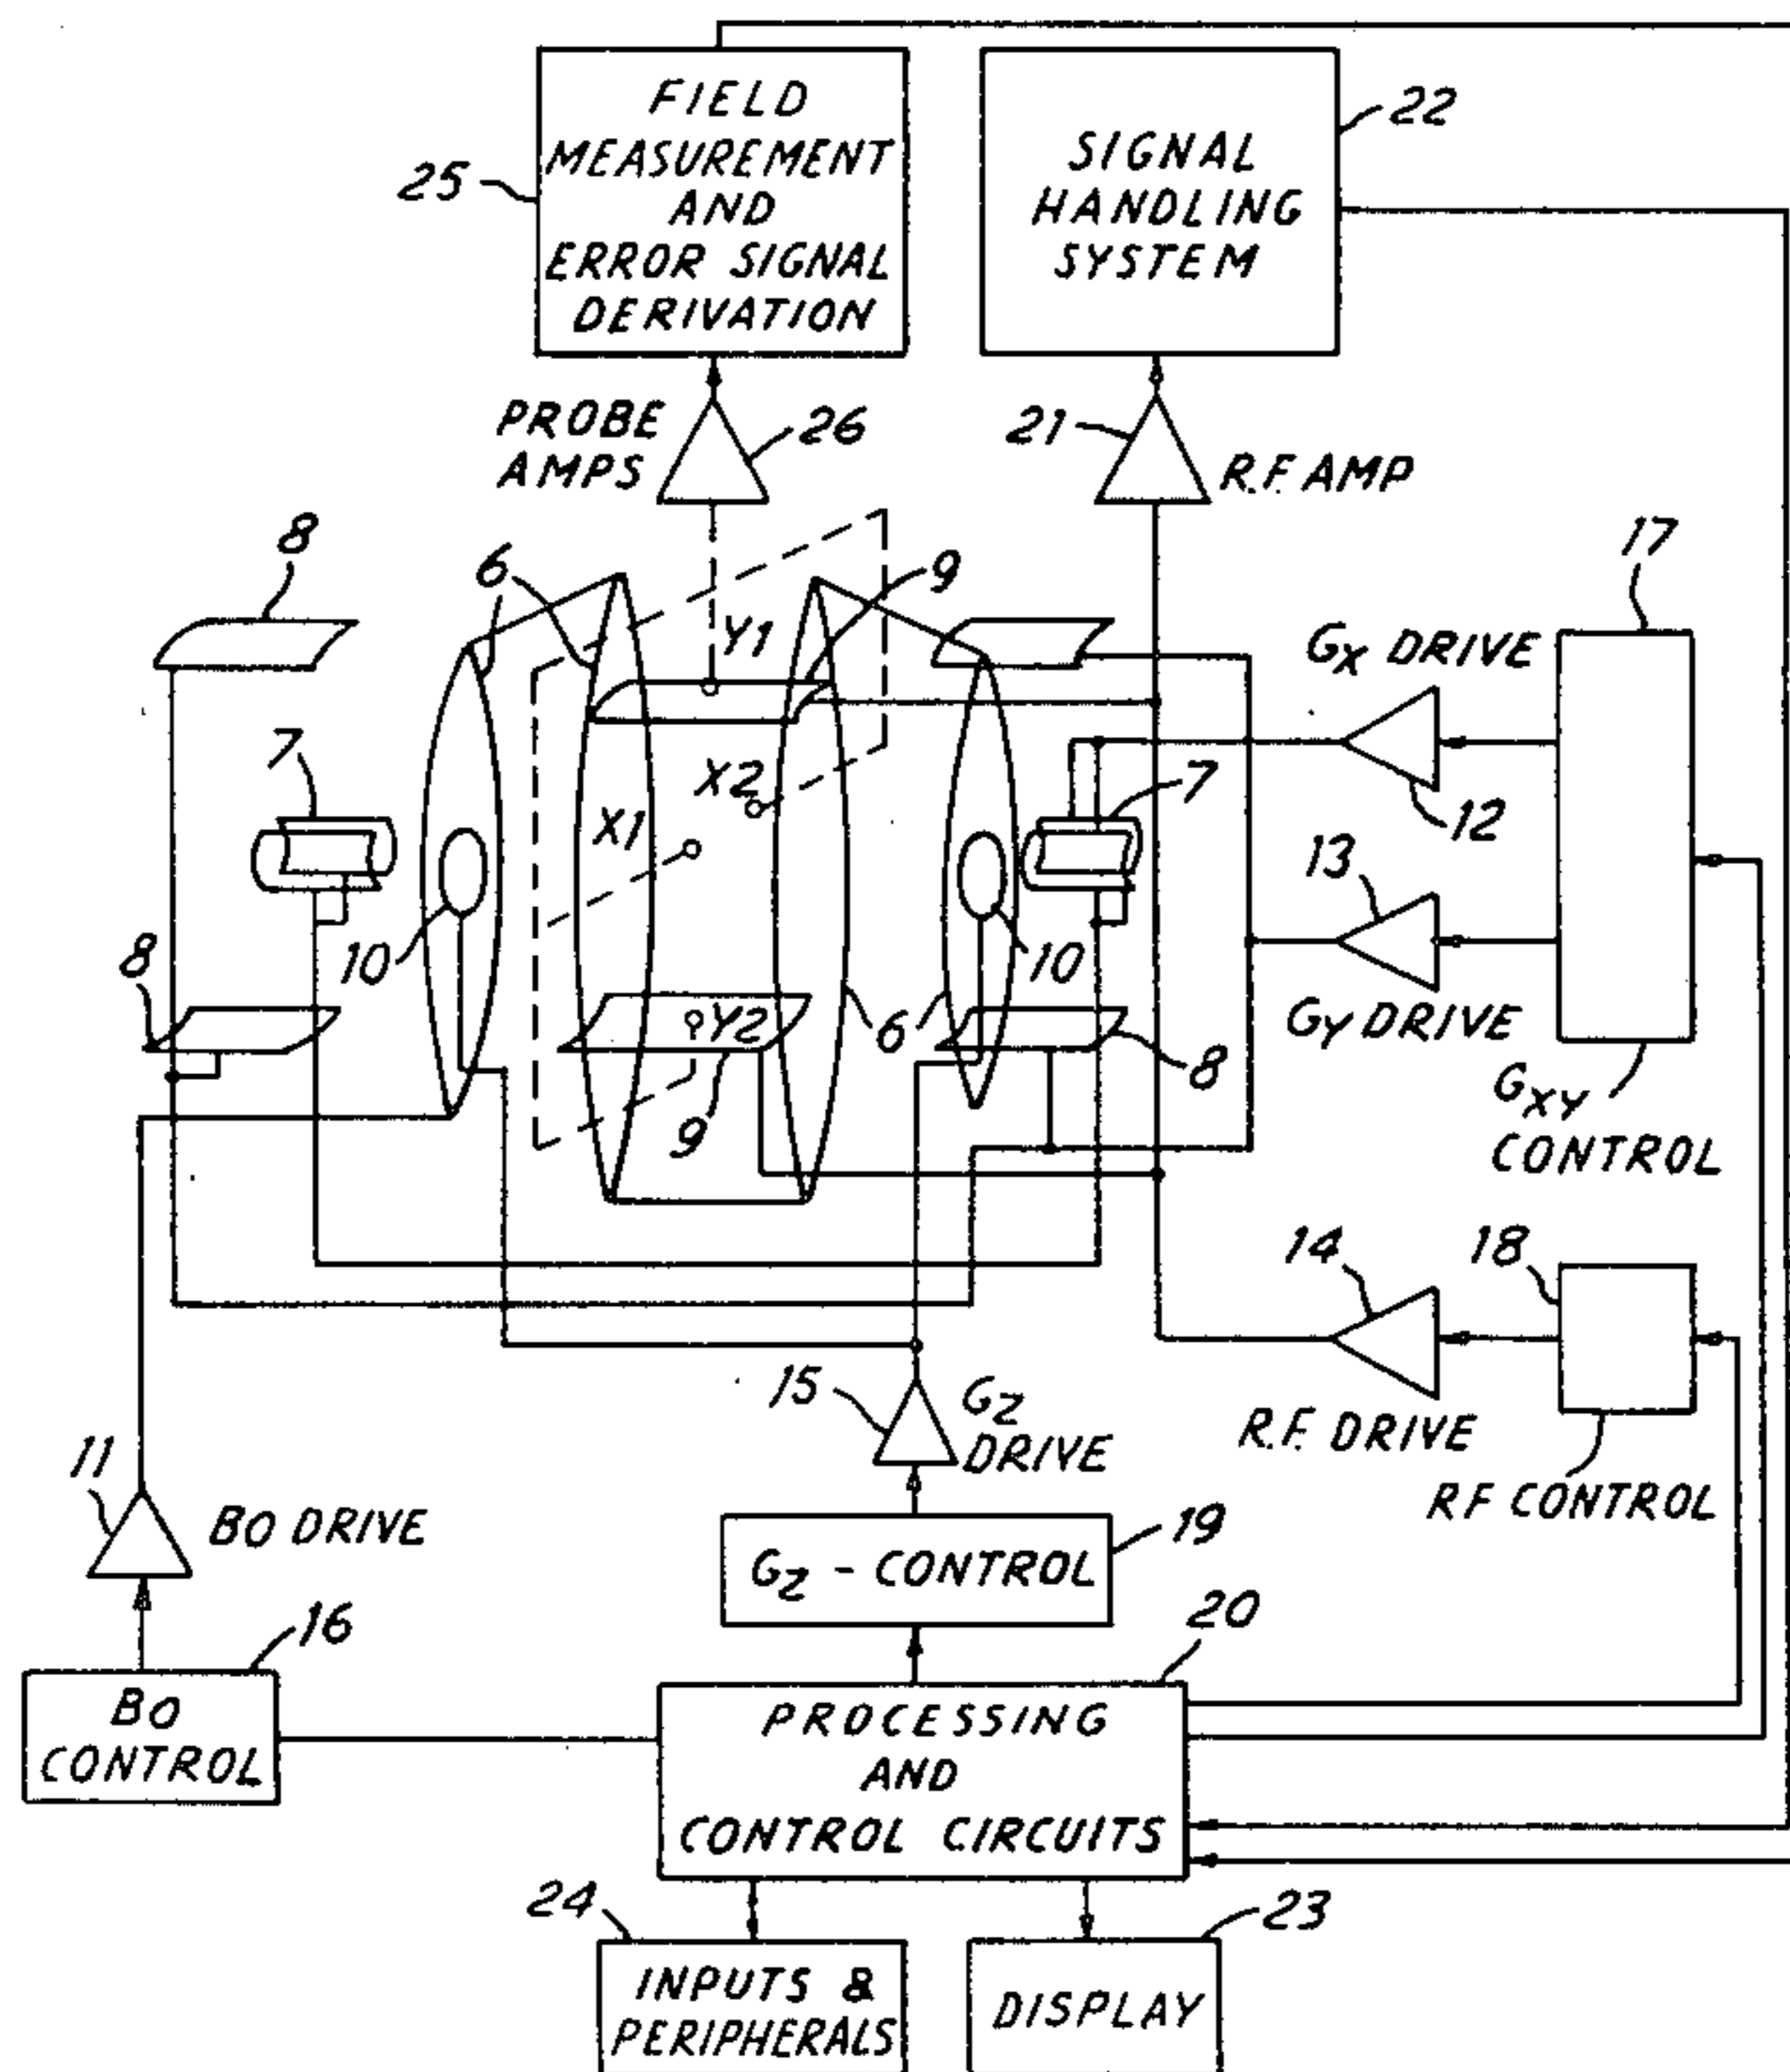 FIELD
MEASUREMENT
AND
ERROR SIGNAL
DERIVATION
25
SIGNAL
HANDLING
SYSTEM
22
PROBE
AMPS
26
21
R.F. AMP
8
6
9
17
Y1
GX DRIVE
7
X2
7
12
X1
13
8
10
10
Y2
6
8
GY DRIVE
9
GXY
CONTROL
14
18
15
GZ
DRIVE
R.F. DRIVE
RF CONTROL
11
BO DRIVE
19
GZ - CONTROL
16
20
BO
CONTROL
PROCESSING
AND
CONTROL CIRCUITS
24
23
INPUTS &
PERIPHERALS
DISPLAY